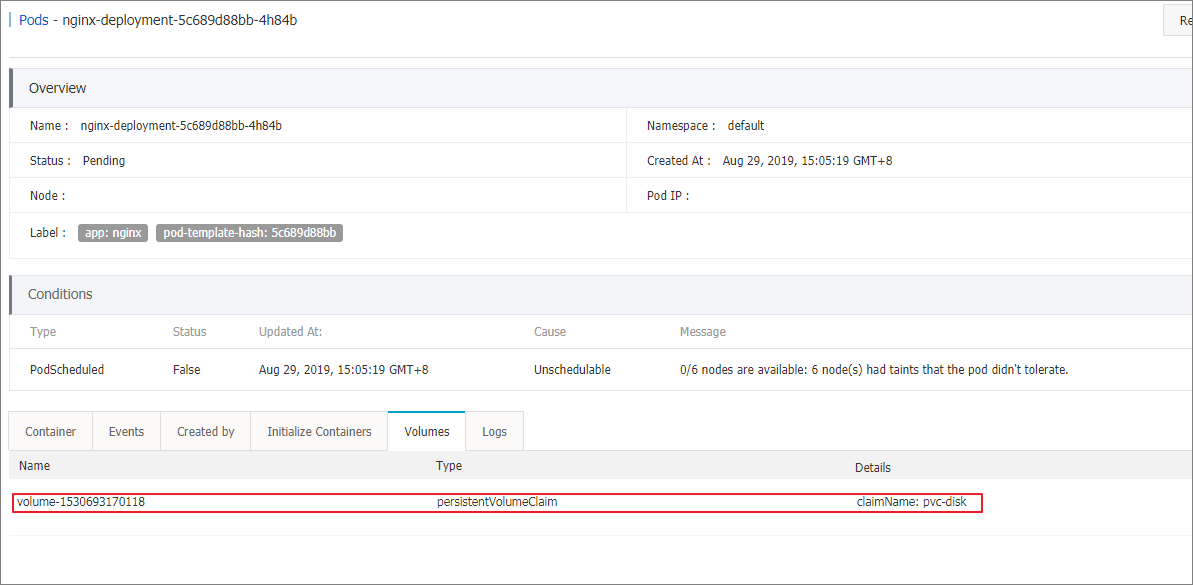 Pods - nginx-deployment-5c689d88bb-4h84b
Re
Overview
Name : nginx-deployment-5c689d88bb-4h84b
Namespace : default
Status : Pending
Created At : Aug 29, 2019, 15:05:19 GMT+8
Node :
Pod IP :
Label : app: nginx pod-template-hash: 5c689d88bb
Conditions
Type Status Updated At: Cause Message
PodScheduled False Aug 29, 2019, 15:05:19 GMT+8 Unschedulable 0/6 nodes are available: 6 node(s) had taints that the pod didn't tolerate.
Container Events Created by Initialize Containers Volumes Logs
Name Type Details
volume-1530693170118 persistentVolumeClaim claimName: pvc-disk